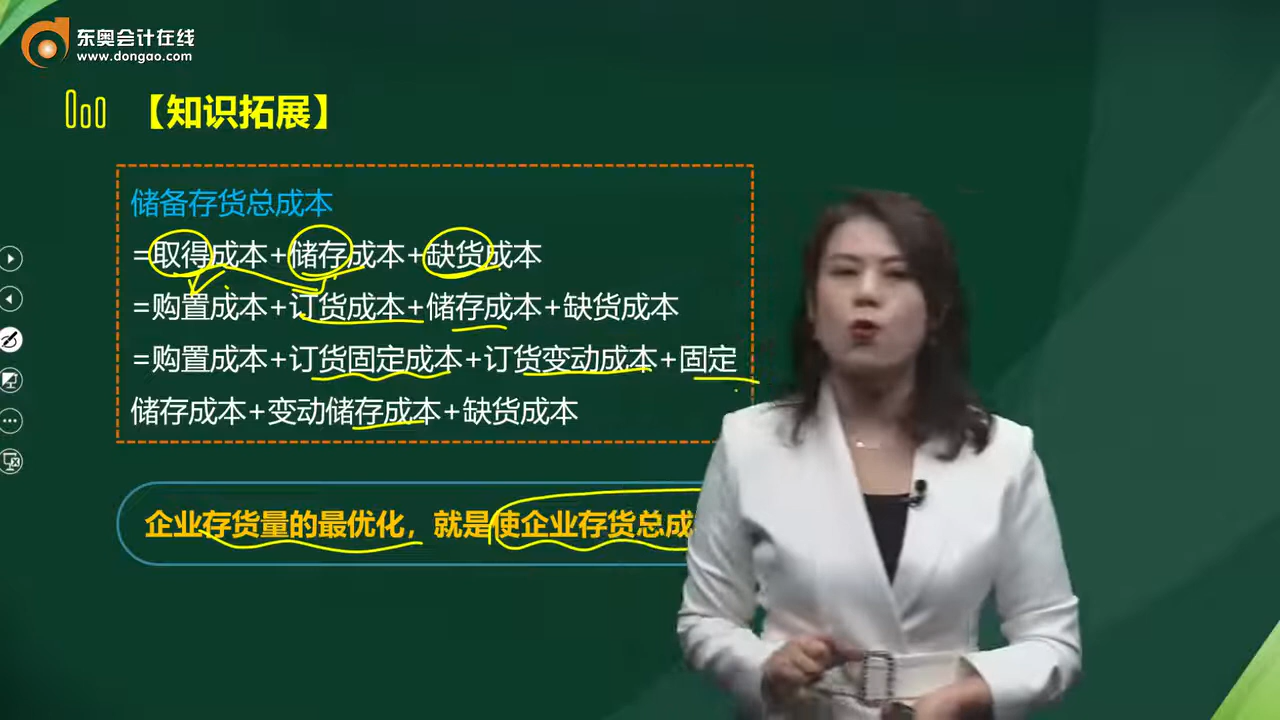 东奥会计在线
www.dongao.com
【知识拓展】
储备存货总成本
=取得成本+储存成本+缺货成本
=购置成本+订货成本+储存成本+缺货成本
=购置成本+订货固定成本+订货变动成本+固定
储存成本+变动储存成本+缺货成本
企业存货量的最优化，就是使企业存货总成